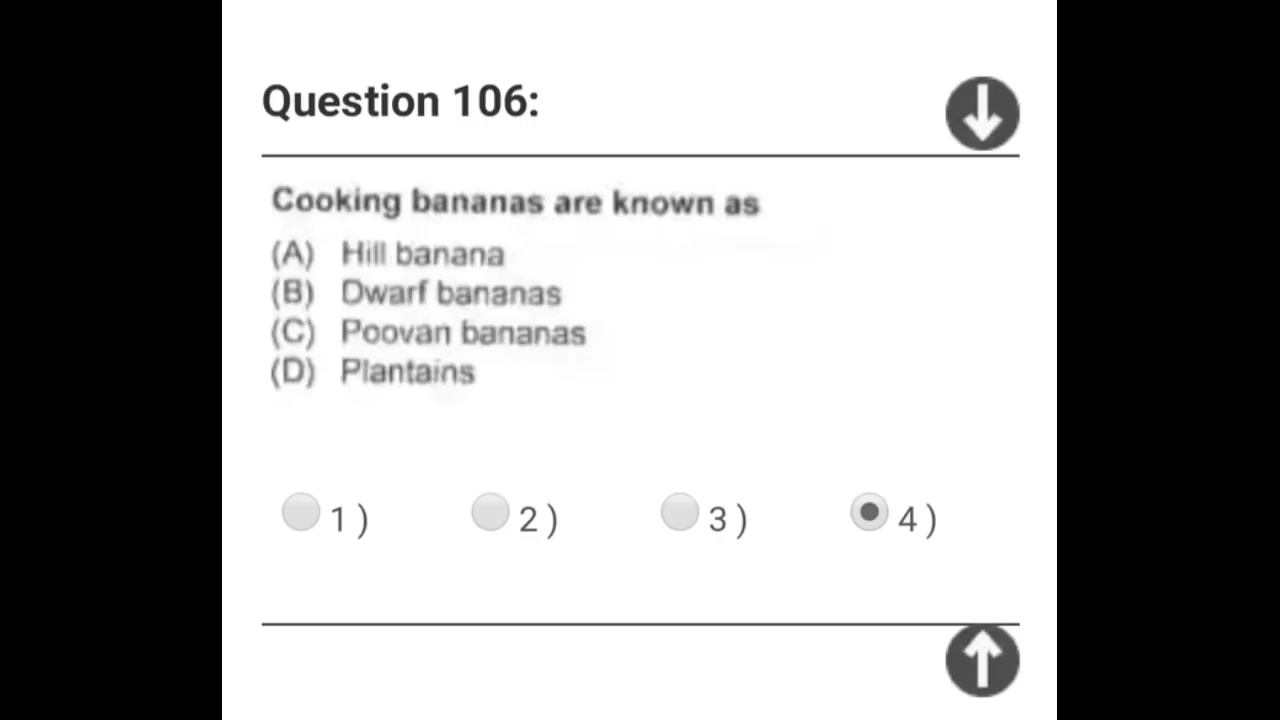 Question 106:
Cooking bananas are known as
(A) Hill banana
(B) Dwarf bananas
(C) Poovan bananas
(D) Plantains
1 ) 2 ) 3 ) 4 )